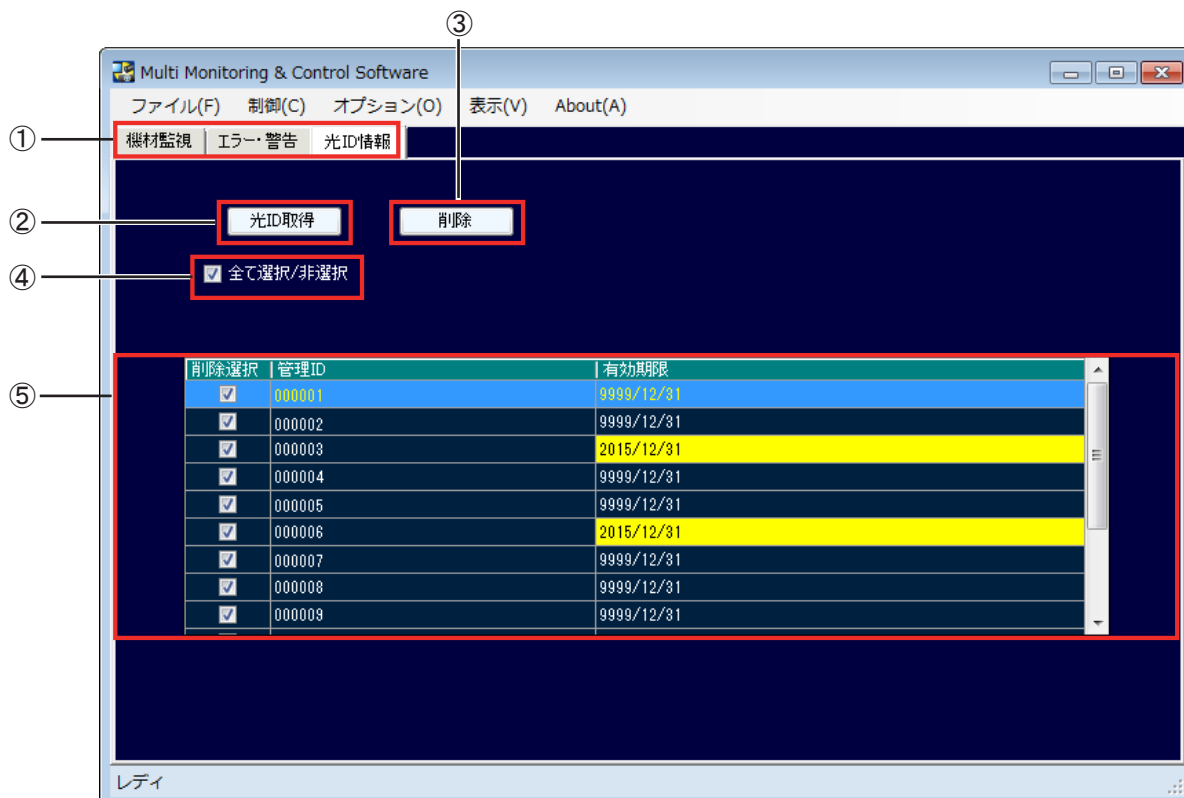 ③
Multi Monitoring & Control Software
ファイル(F) 制御(C) オプション(O) 表示(V) About(A)
① 機材監視 エラー・警告 光ID情報
② 光ID取得 削除
④ 全て選択/非選択
削除選択 管理ID 有効期限
⑤ 000001 9999/12/31
000002 9999/12/31
000003 2015/12/31
000004 9999/12/31
000005 9999/12/31
000006 2015/12/31
000007 9999/12/31
000008 9999/12/31
000009 9999/12/31
レディ